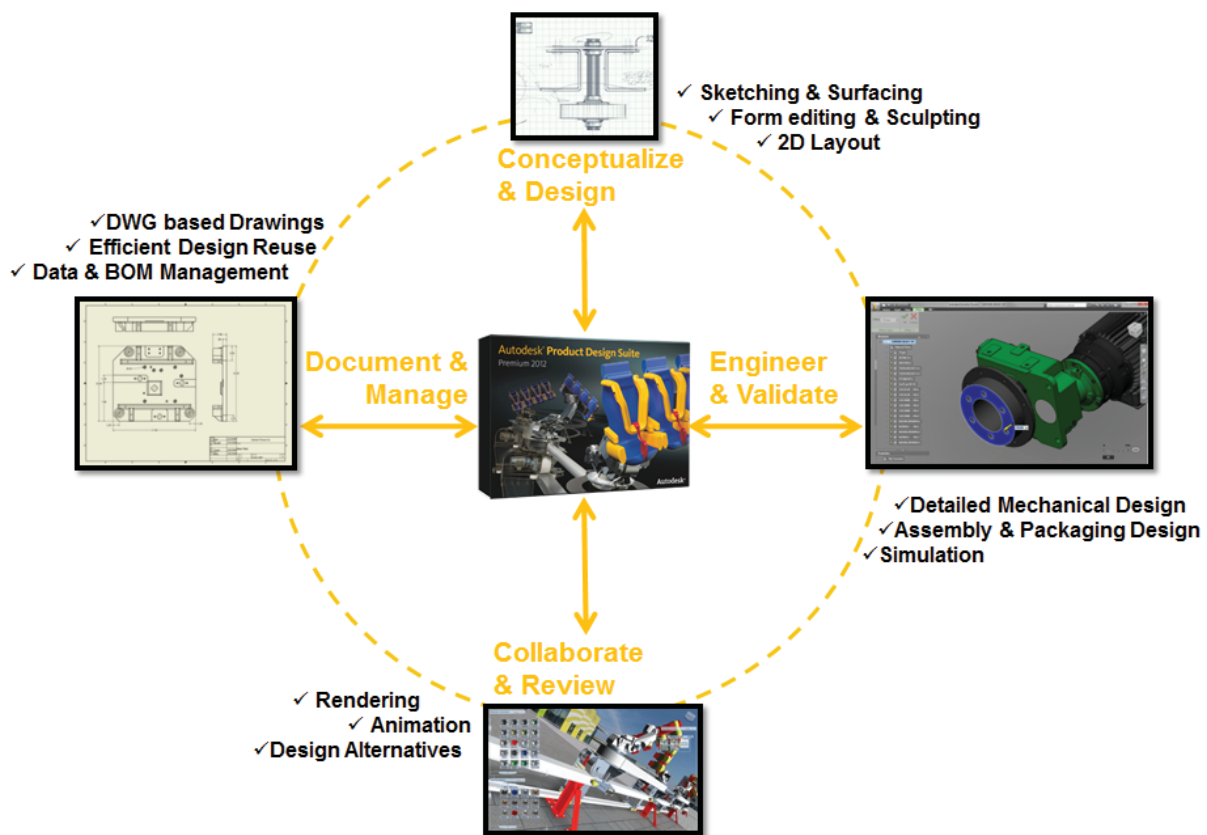 ✓ Sketching & Surfacing
✓ Form editing & Sculpting
✓ 2D Layout
Conceptualize
& Design
✓DWG based Drawings
✓ Efficient Design Reuse
✓ Data & BOM Management
Document &
Manage
Autodesk® Product Design Suite
Premium 2012
Autodesk®
Engineer
& Validate
✓Detailed Mechanical Design
✓Assembly & Packaging Design
✓Simulation
Collaborate
& Review
✓ Rendering
✓ Animation
✓Design Alternatives